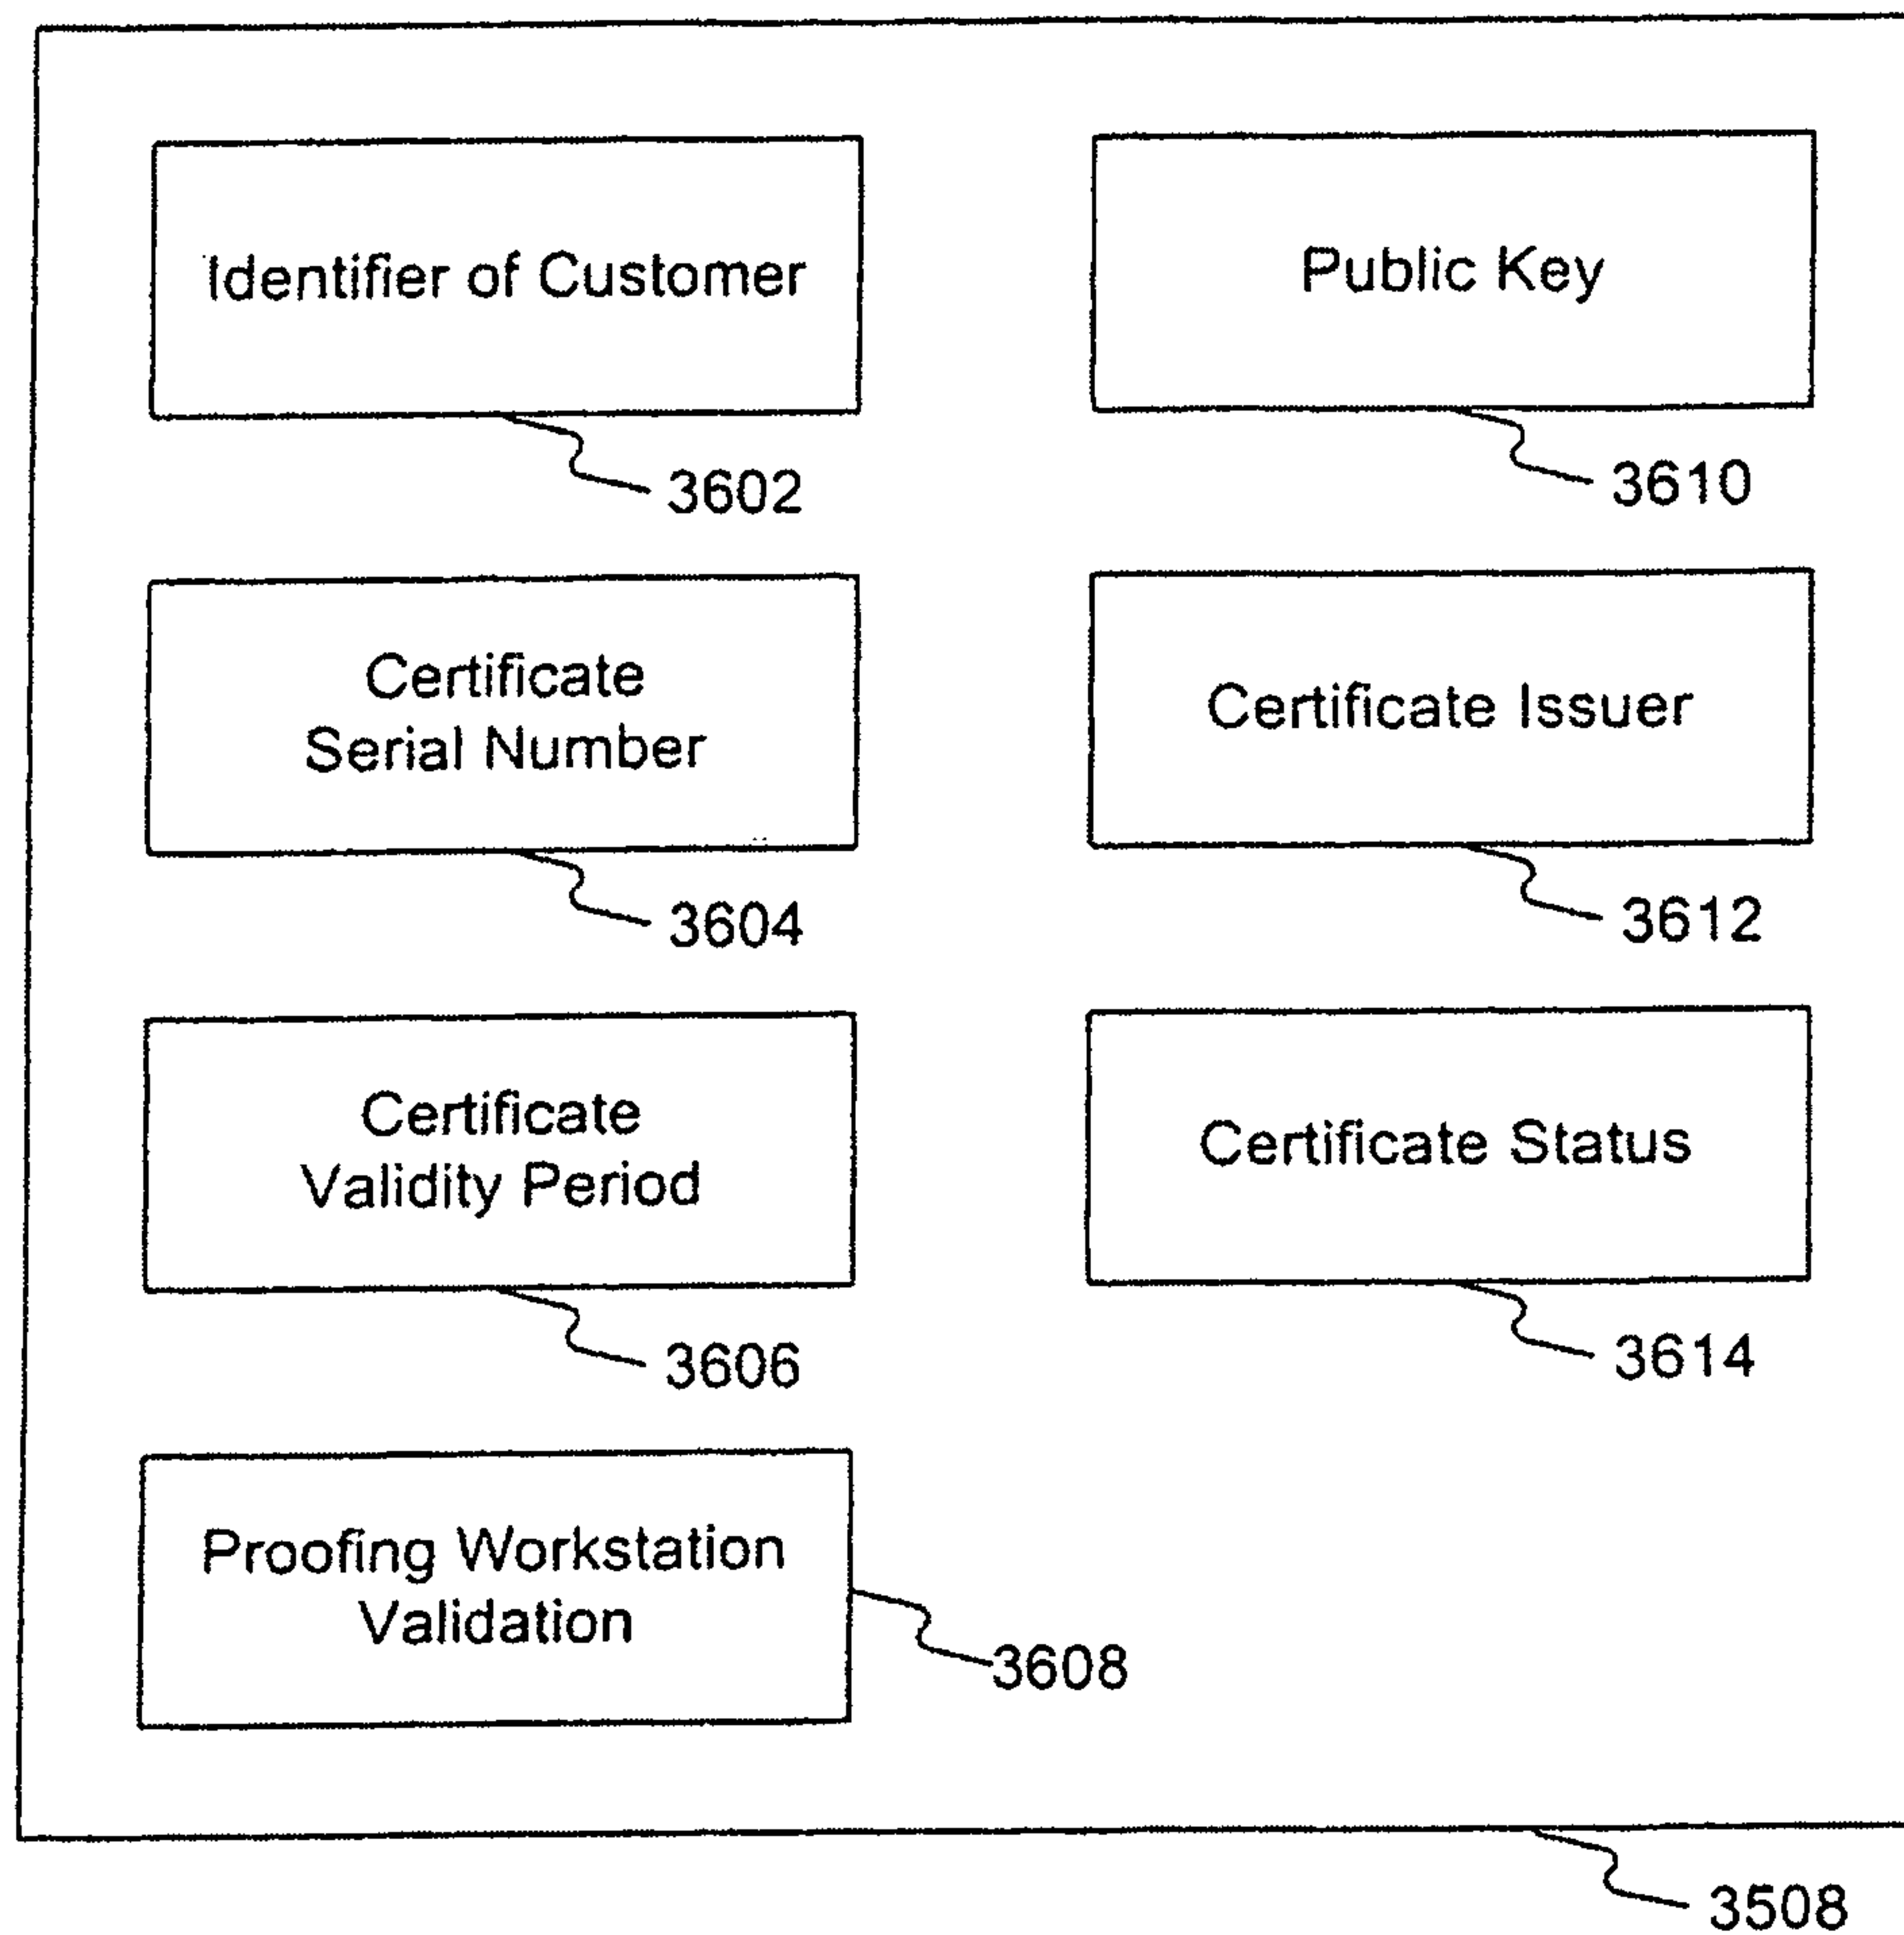 Identifier of Customer
3602
Public Key
3610
Certificate
Serial Number
3604
Certificate Issuer
3612
Certificate
Validity Period
3606
Certificate Status
3614
Proofing Workstation
Validation
3608
3508